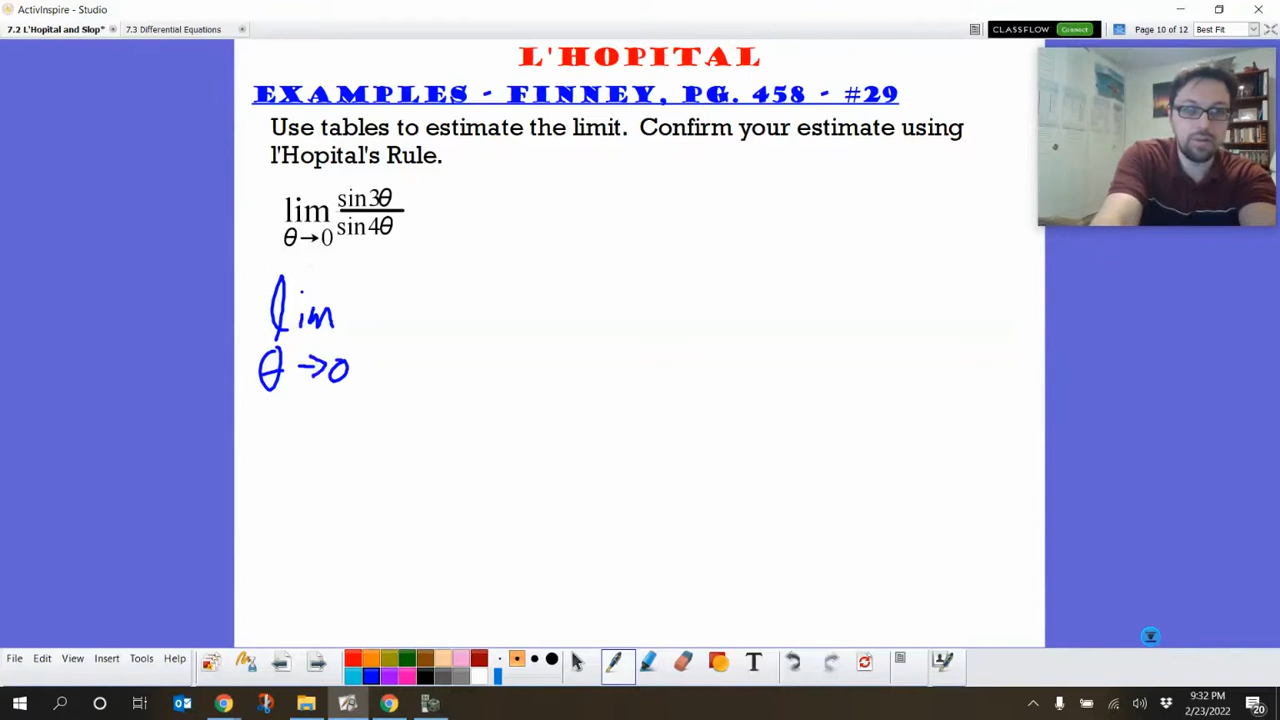 ActivInspire - Studio
7.2 L'Hopital and Slop*
7.3 Differential Equations
CLASSFLOW Connect
Page 10 of 12
Best Fit
L'HOPITAL
EXAMPLES - FINNEY, PG. 458 - #29
Use tables to estimate the limit. Confirm your estimate using
l'Hopital's Rule.
lim sin3θ
θ→0 sin4θ
lim
θ→0
File Edit View Insert Tools Help
T
9:32 PM
2/23/2022
20